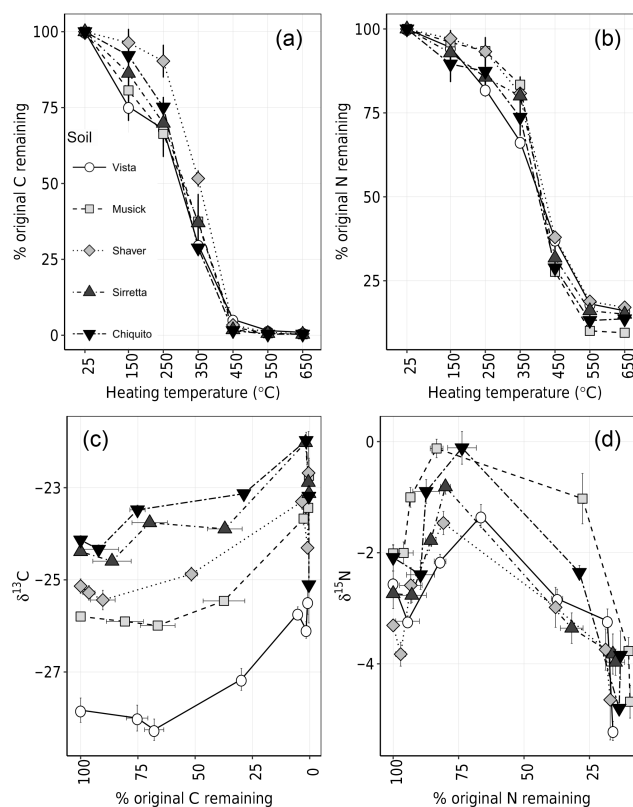 (a)
100
75
50
25
0
% original C remaining
Soil
Vista
Musick
Shaver
Sirretta
Chiquito
25
150
250
350
450
550
650
Heating temperature (°C)
(b)
100
75
50
25
% original N remaining
25
150
250
350
450
550
650
Heating temperature (°C)
(c)
−23
−25
−27
δ13C
100
75
50
25
0
% original C remaining
(d)
0
−2
−4
δ15N
100
75
50
25
% original N remaining